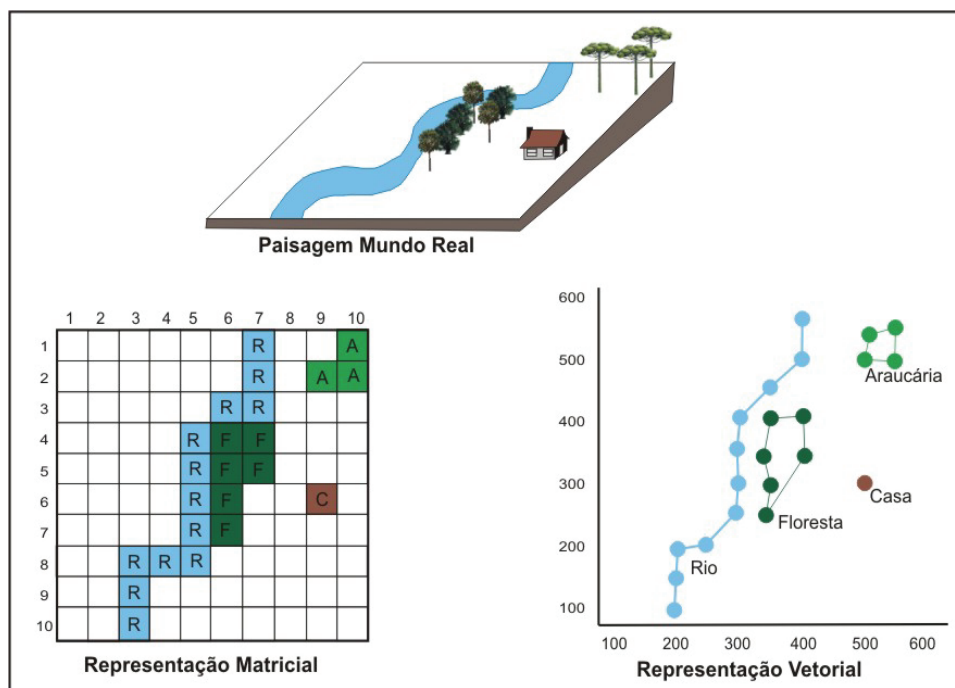 Paisagem Mundo Real
1 2 3 4 5 6 7 8 9 10
1 R A
2 R A A
3 R R
4 R F F
5 R F F
6 R F C
7 R F
8 R R R
9 R
10 R
Representação Matricial
600
500
Araucária
400
300
Casa
Floresta
200
Rio
100
100 200 300 400 500 600
Representação Vetorial